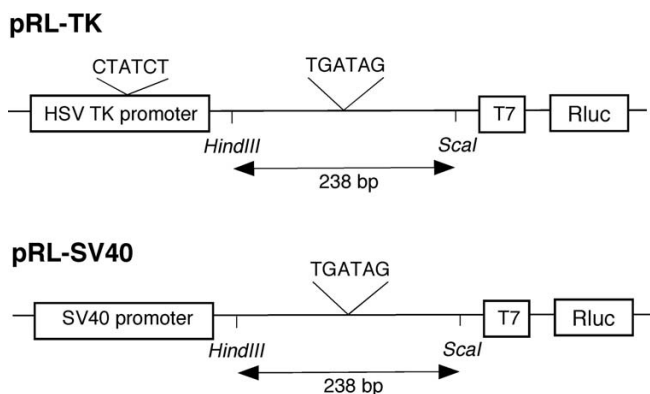 pRL-TK
CTATCT
TGATAG
HSV TK promoter
T7
Rluc
HindIII
ScaI
238 bp
pRL-SV40
TGATAG
SV40 promoter
T7
Rluc
HindIII
ScaI
238 bp